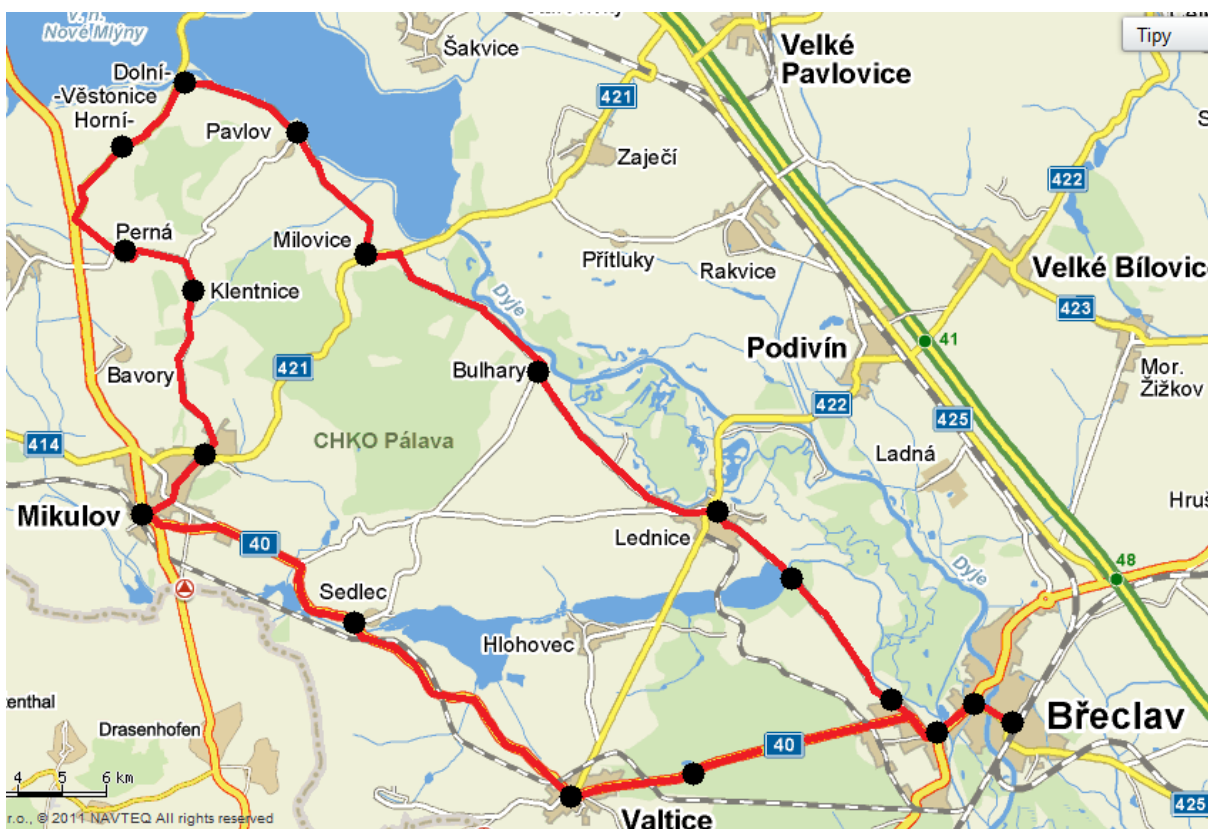 v. n.
Nové Mlýny
Šakvice
Velké
Pavlovice
Tipy
Dolní-
-Věstonice
Horní-
Pavlov
421
Zaječí
422
Perná
Milovice
Přítluky
Rakvice
Velké Bílovice
Klentnice
Dyje
423
Bavory
421
Bulhary
Podivín
41
Mor.
Žižkov
422
425
414
CHKO Pálava
Ladná
Mikulov
40
Lednice
Hruš
Dyje
48
Sedlec
Hlohovec
tenthal
Drasenhofen
Břeclav
40
4 5 6 km
Valtice
425
r.o., © 2011 NAVTEQ All rights reserved